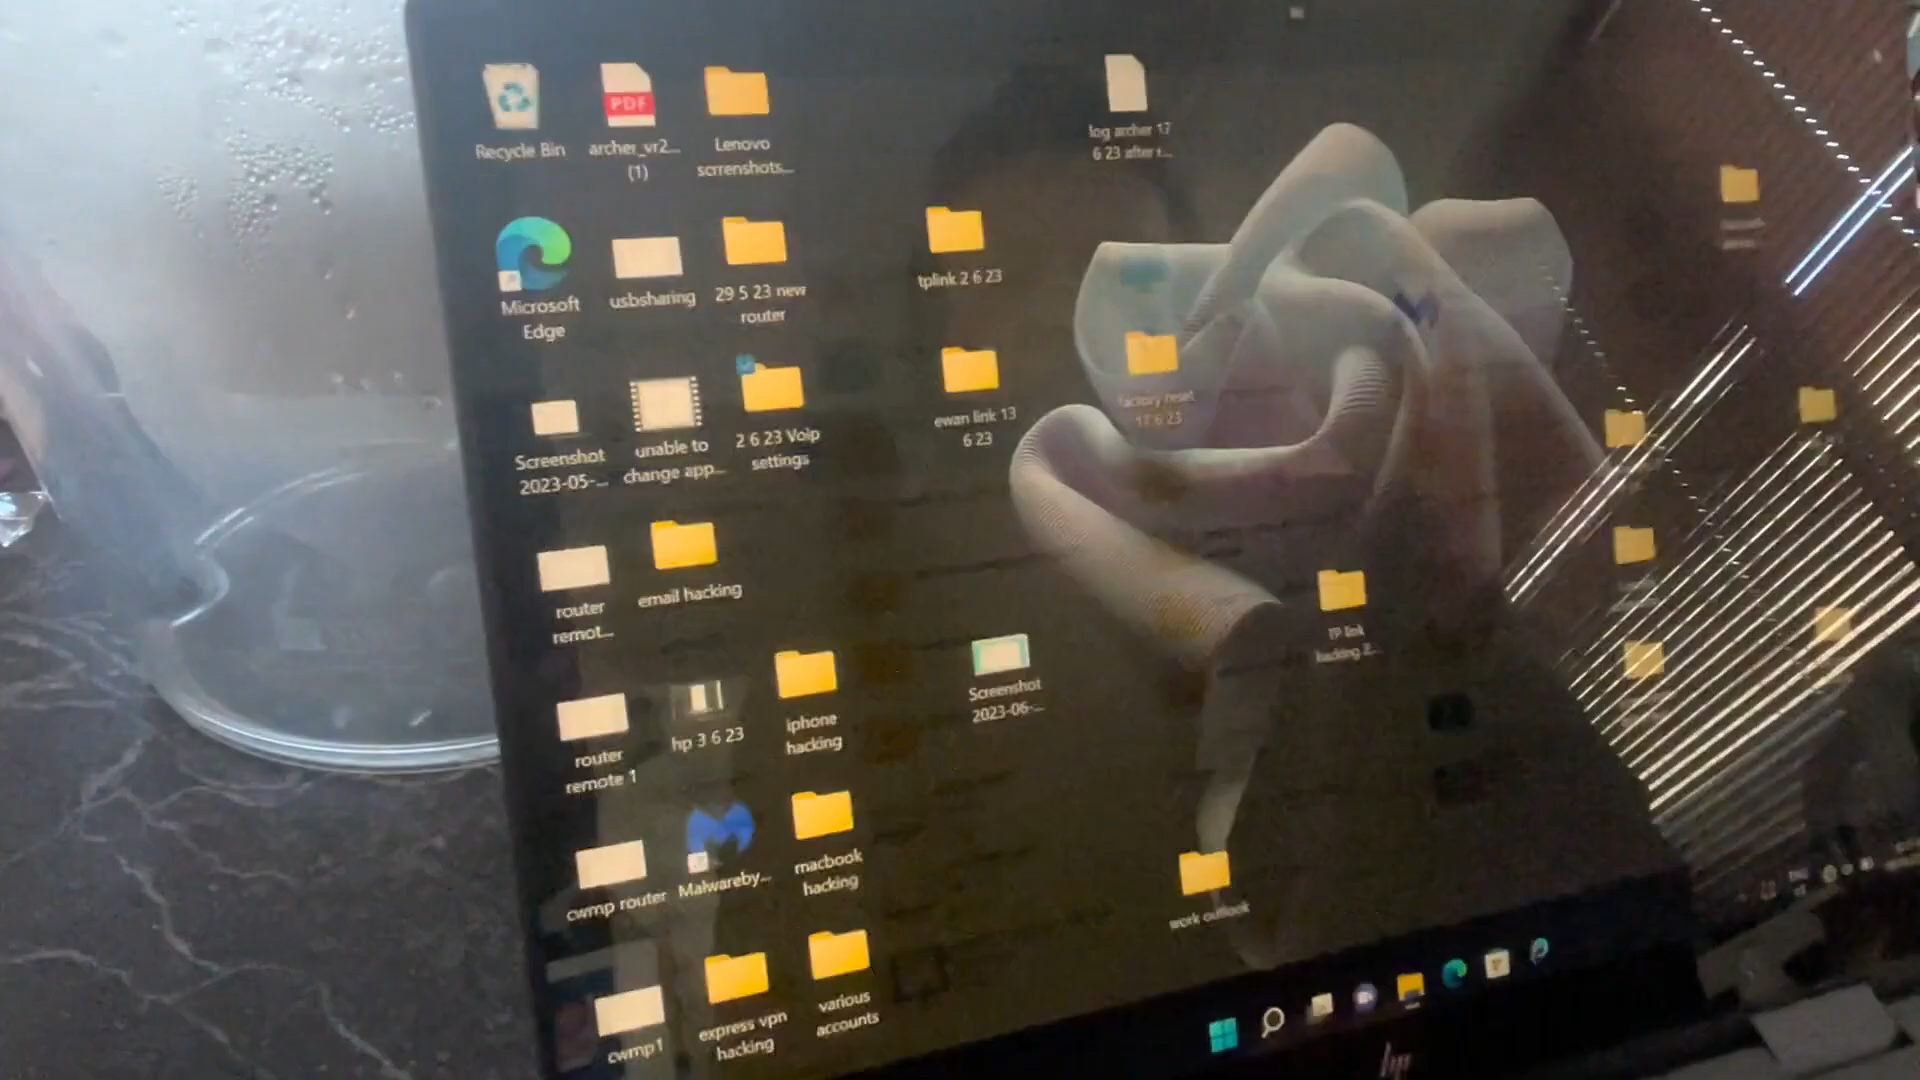 Recycle Bin
PDF
archer_vr2...
(1)
Lenovo
scrrenshots...
log archer 17
6 23 after r...
Microsoft
Edge
usbsharing
29 5 23 new
router
tplink 2 6 23
Screenshot
2023-05-...
unable to
change app...
2 6 23 Voip
settings
ewan link 13
6 23
factory reset
17 6 23
router
remot...
email hacking
TP link
hacking 2...
router
remote 1
hp 3 6 23
iphone
hacking
Screenshot
2023-06-...
cwmp router
Malwareby...
macbook
hacking
work outlook
cwmp1
express vpn
hacking
various
accounts
hp